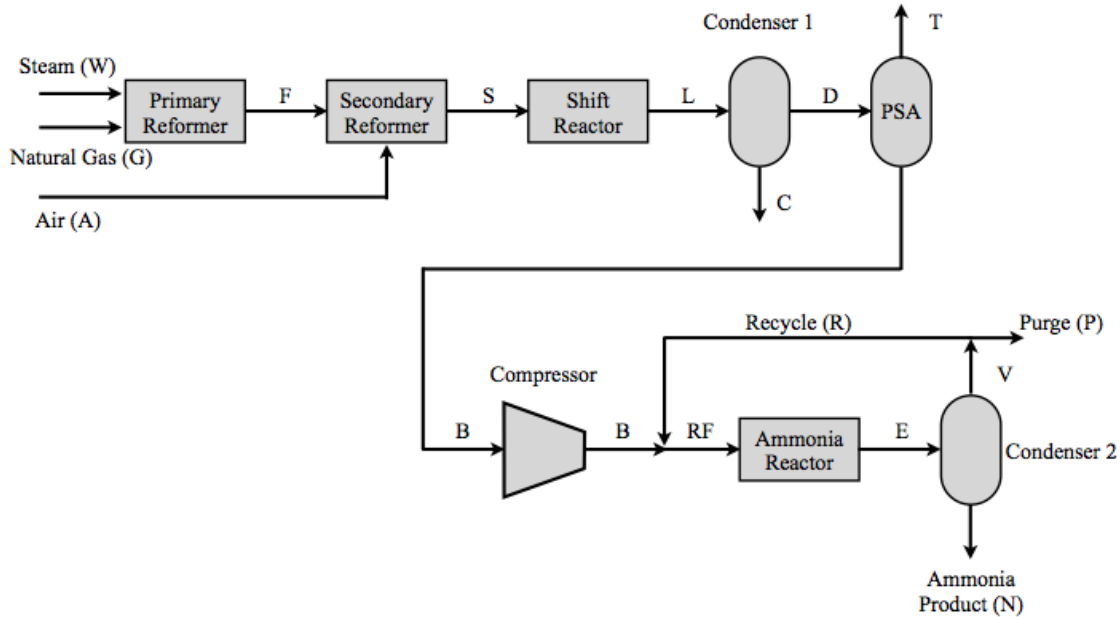 Condenser 1
T
Steam (W)
Primary
Reformer
F
Secondary
Reformer
S
Shift
Reactor
L
D
PSA
Natural Gas (G)
Air (A)
C
Recycle (R)
Purge (P)
Compressor
V
B
B
RF
Ammonia
Reactor
E
Condenser 2
Ammonia
Product (N)